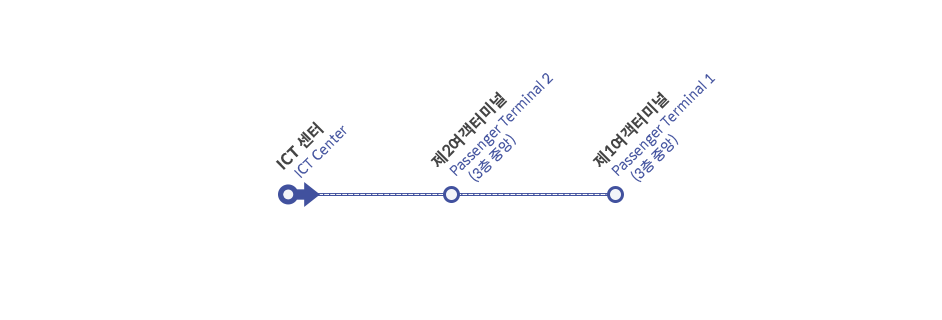 ICT 센터
ICT Center
제2여객터미널
Passenger Terminal 2
(3층 중앙)
제1여객터미널
Passenger Terminal 1
(3층 중앙)